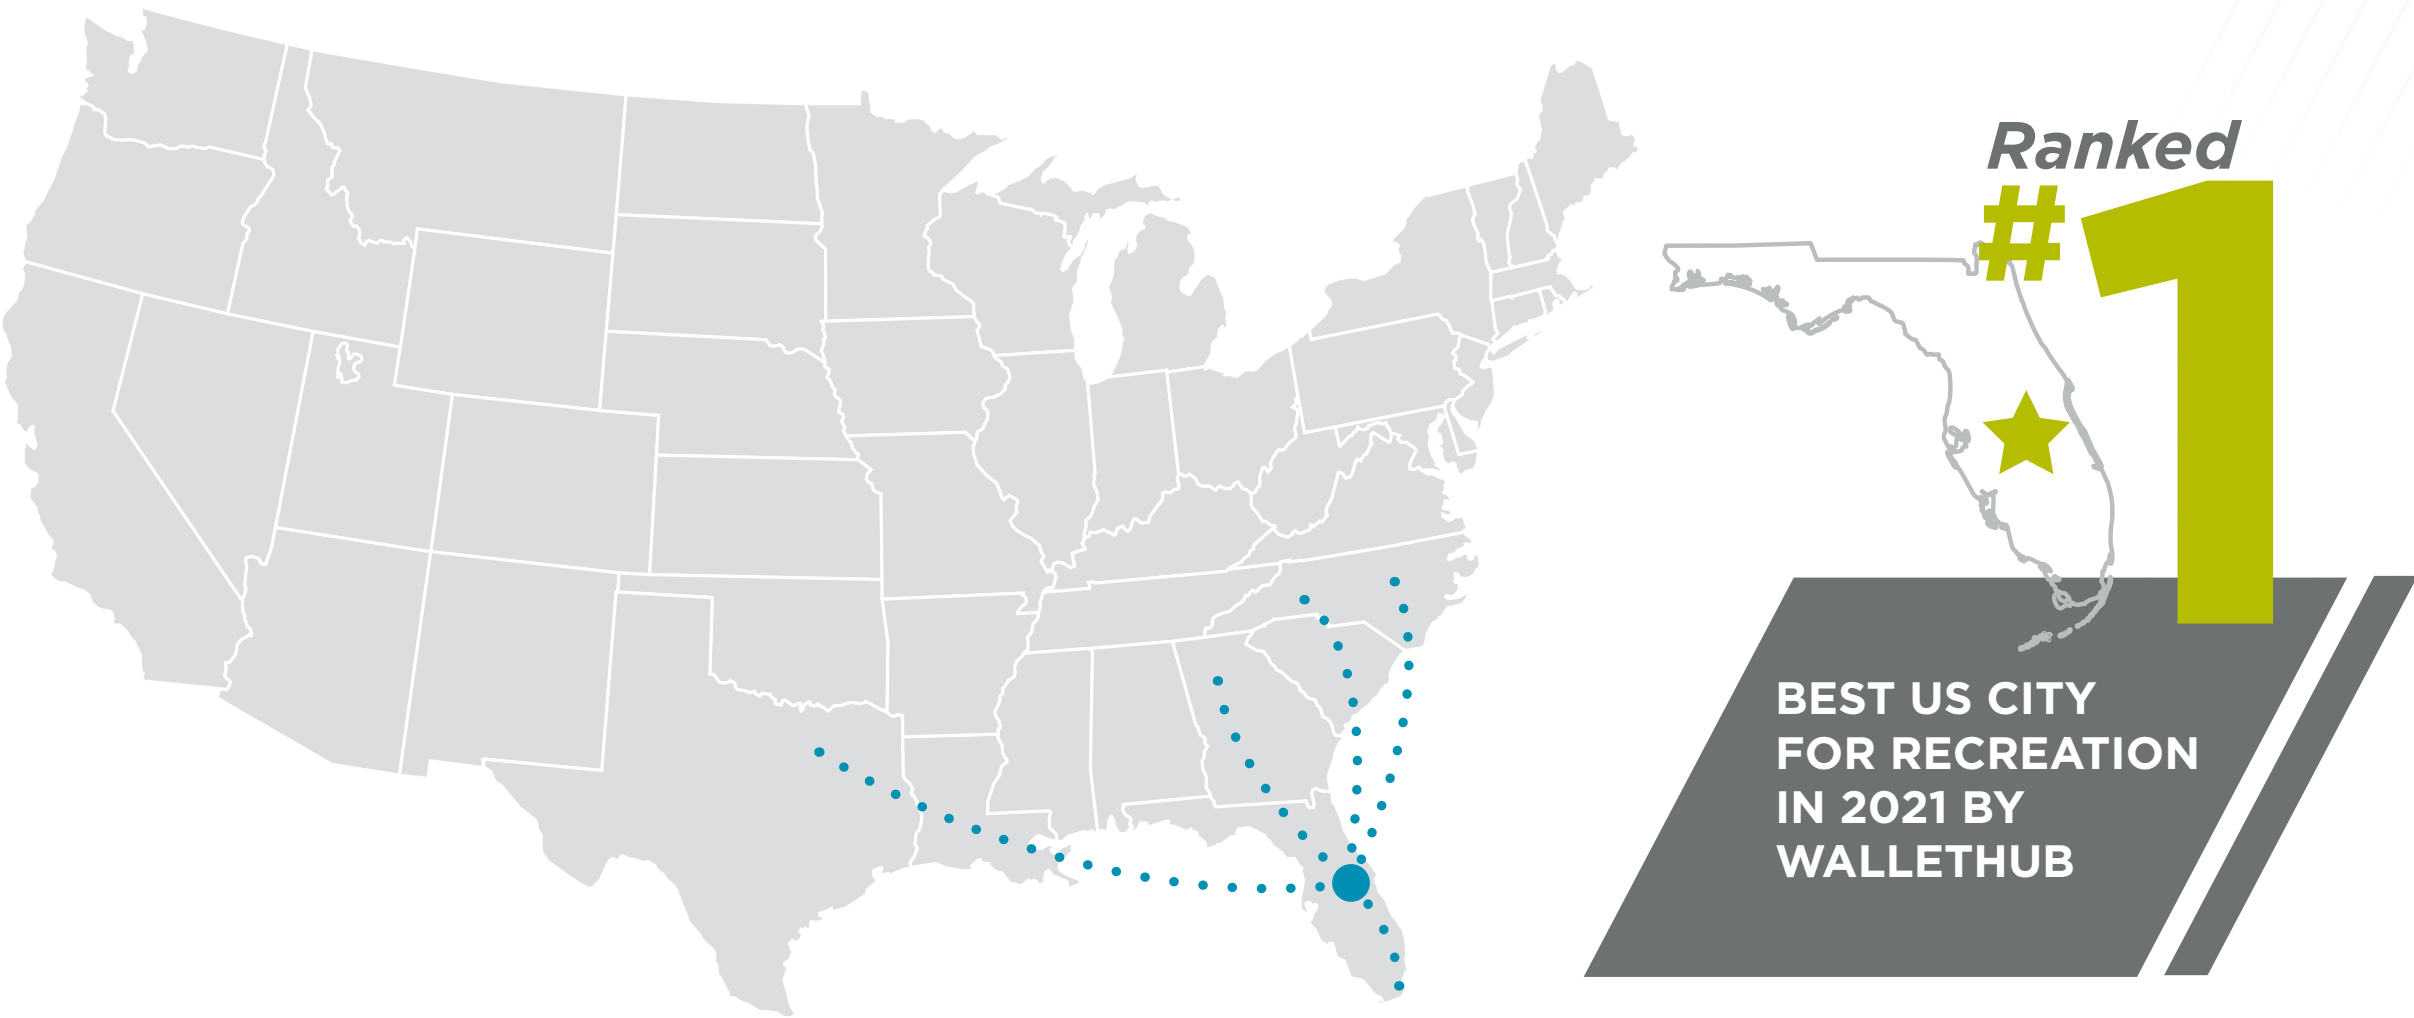 Ranked
#1
BEST US CITY
FOR RECREATION
IN 2021 BY
WALLETHUB